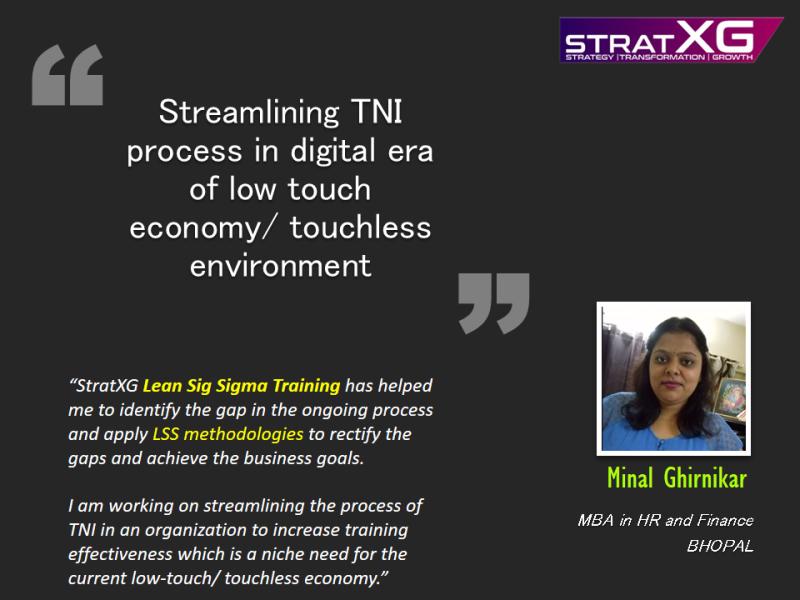 STRATXG
STRATEGY | TRANSFORMATION | GROWTH
“
Streamlining TNI
process in digital era
of low touch
economy/ touchless
environment
”
“StratXG Lean Sig Sigma Training has helped
me to identify the gap in the ongoing process
and apply LSS methodologies to rectify the
gaps and achieve the business goals.
I am working on streamlining the process of
TNI in an organization to increase training
effectiveness which is a niche need for the
current low-touch/ touchless economy.”
Minal Ghirnikar
MBA in HR and Finance
BHOPAL